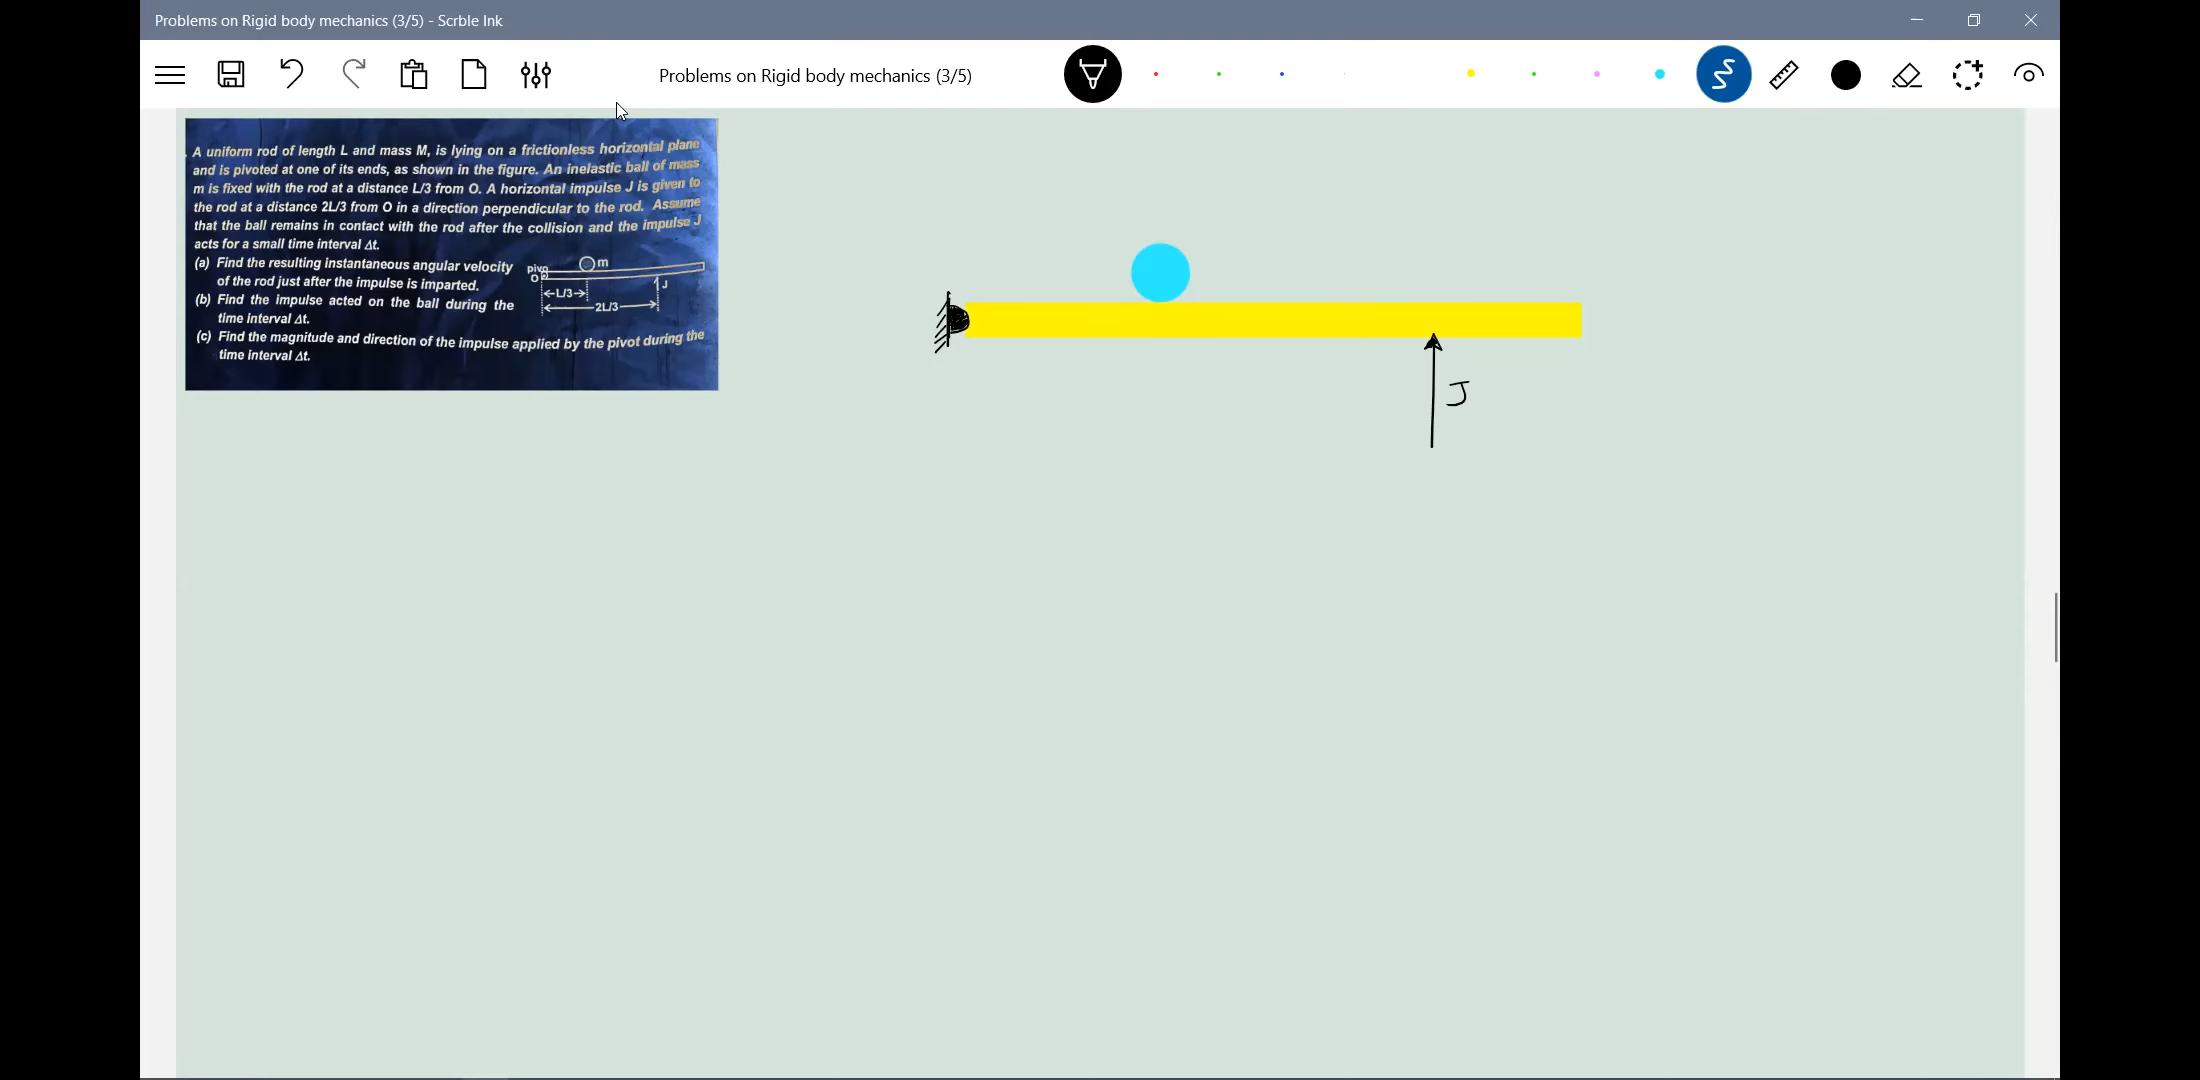 Problems on Rigid body mechanics (3/5) - Scrble Ink
Problems on Rigid body mechanics (3/5)
. A uniform rod of length L and mass M, is lying on a frictionless horizontal plane
and is pivoted at one of its ends, as shown in the figure. An inelastic ball of mass
m is fixed with the rod at a distance L/3 from O. A horizontal impulse J is given to
the rod at a distance 2L/3 from O in a direction perpendicular to the rod. Assume
that the ball remains in contact with the rod after the collision and the impulse J
acts for a small time interval Δt.
(a) Find the resulting instantaneous angular velocity
of the rod just after the impulse is imparted.
(b) Find the impulse acted on the ball during the
time interval Δt.
(c) Find the magnitude and direction of the impulse applied by the pivot during the
time interval Δt.
m
O
J
L/3
2L/3
J